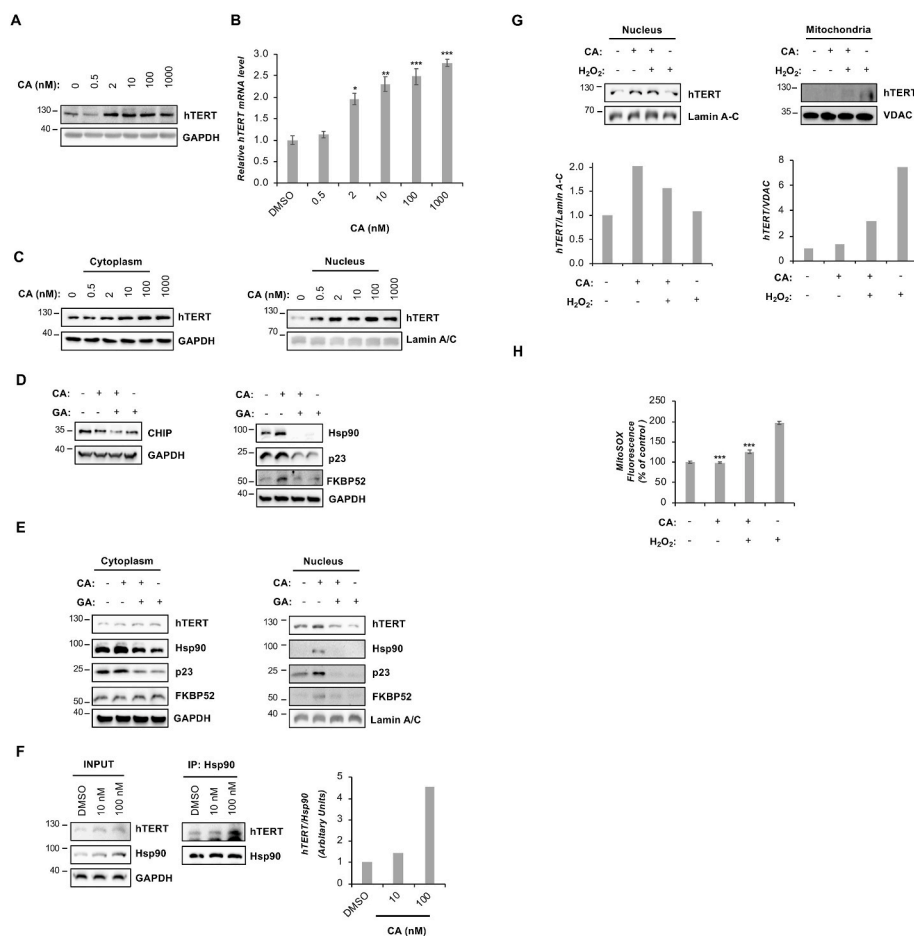 A
CA (nM):
0
0.5
2
10
100
1000
130
hTERT
40
GAPDH
B
Relative hTERT mRNA level
3.0
2.5
2.0
1.5
1.0
0.5
0.0
*
**
***
***
DMSO
0.5
2
10
100
1000
CA (nM)
C
Cytoplasm
CA (nM):
0
0.5
2
10
100
1000
130
hTERT
40
GAPDH
Nucleus
CA (nM):
0
0.5
2
10
100
1000
130
hTERT
70
Lamin A/C
D
CA: - + + -
GA: - - + +
35
CHIP
40
GAPDH
CA: - + + -
GA: - - + +
100
Hsp90
25
p23
50
FKBP52
40
GAPDH
E
Cytoplasm
CA: - + + -
GA: - - + +
130
hTERT
100
Hsp90
25
p23
50
FKBP52
40
GAPDH
Nucleus
CA: - + + -
GA: - - + +
130
hTERT
100
Hsp90
25
p23
50
FKBP52
40
Lamin A/C
F
INPUT
DMSO
10 nM
100 nM
130
hTERT
100
Hsp90
40
GAPDH
IP: Hsp90
DMSO
10 nM
100 nM
130
hTERT
100
Hsp90
hTERT/Hsp90
(Arbitary Units)
5
4
3
2
1
0
DMSO
10
100
CA (nM)
G
Nucleus
CA: - + + -
H2O2: - - + +
130
hTERT
70
Lamin A-C
hTERT/Lamin A-C
2.0
1.5
1.0
0.5
0.0
CA: - + + -
H2O2: - - + +
Mitochondria
CA: - + + -
H2O2: - - + +
130
hTERT
35
VDAC
hTERT/VDAC
8
6
4
2
0
CA: - + + -
H2O2: - - + +
H
MitoSOX
Fluorescence
(% of control )
200
150
100
50
0
***
***
CA: - + + -
H2O2: - - + +